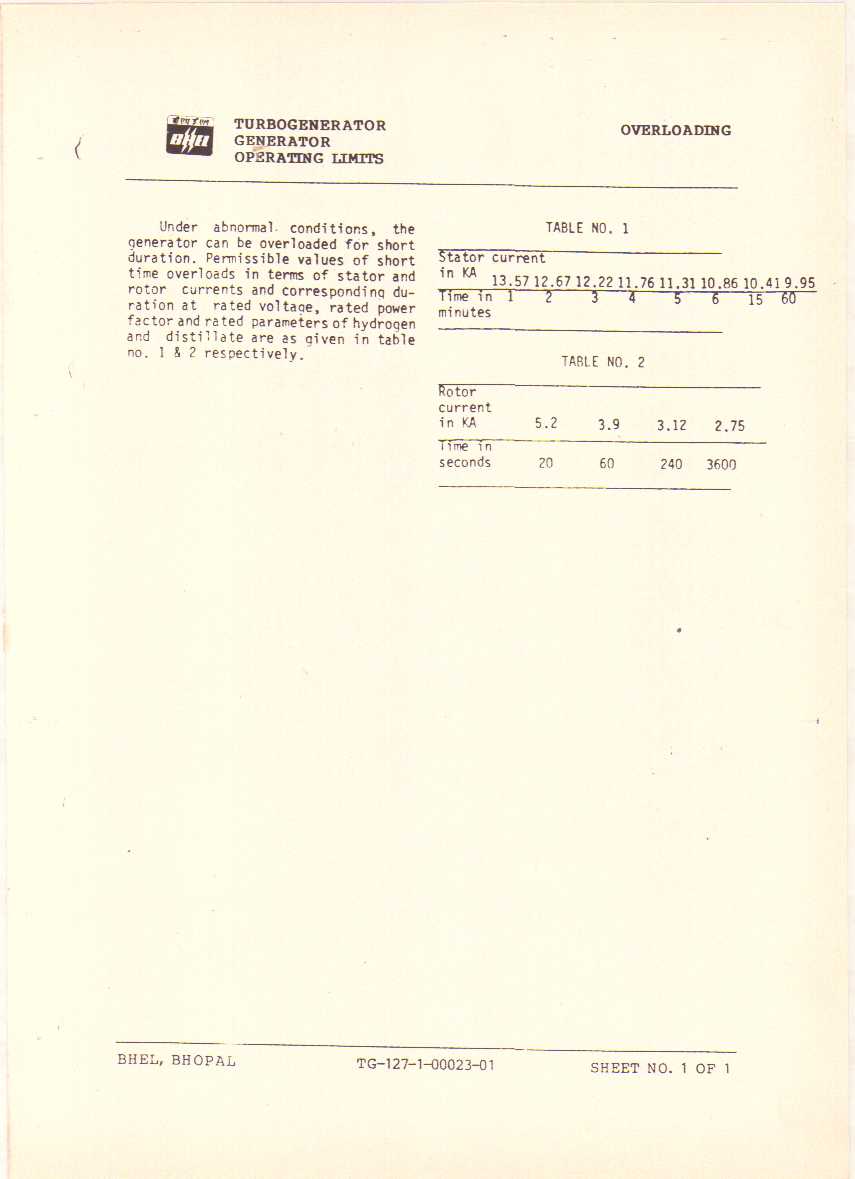 BHEL
TURBOGENERATOR
GENERATOR
OPERATING LIMITS
OVERLOADING
Under abnormal conditions, the
generator can be overloaded for short
duration. Permissible values of short
time overloads in terms of stator and
rotor currents and corresponding du-
ration at rated voltage, rated power
factor and rated parameters of hydrogen
and distillate are as given in table
no. 1 & 2 respectively.
TABLE NO. 1
Stator current
in KA 13.57 12.67 12.22 11.76 11.31 10.86 10.41 9.95
Time in 1 2 3 4 5 6 15 60
minutes
TABLE NO. 2
Rotor
current
in KA 5.2 3.9 3.12 2.75
Time in
seconds 20 60 240 3600
BHEL, BHOPAL
TG-127-1-00023-01
SHEET NO. 1 OF 1